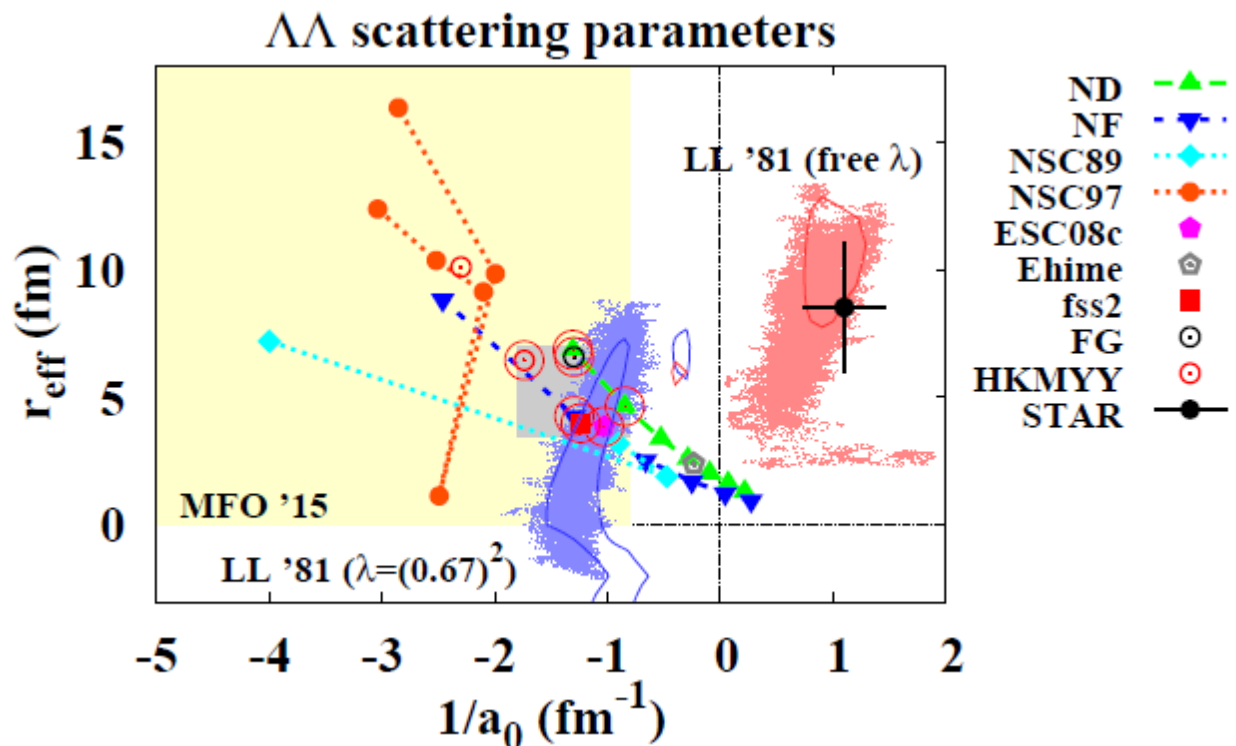 ΛΛ scattering parameters
15
10
5
0
r_eff (fm)
LL '81 (free λ)
MFO '15
LL '81 (λ=(0.67)²)
-5 -4 -3 -2 -1 0 1 2
1/a₀ (fm⁻¹)
ND
NF
NSC89
NSC97
ESC08c
Ehime
fss2
FG
HKMYY
STAR